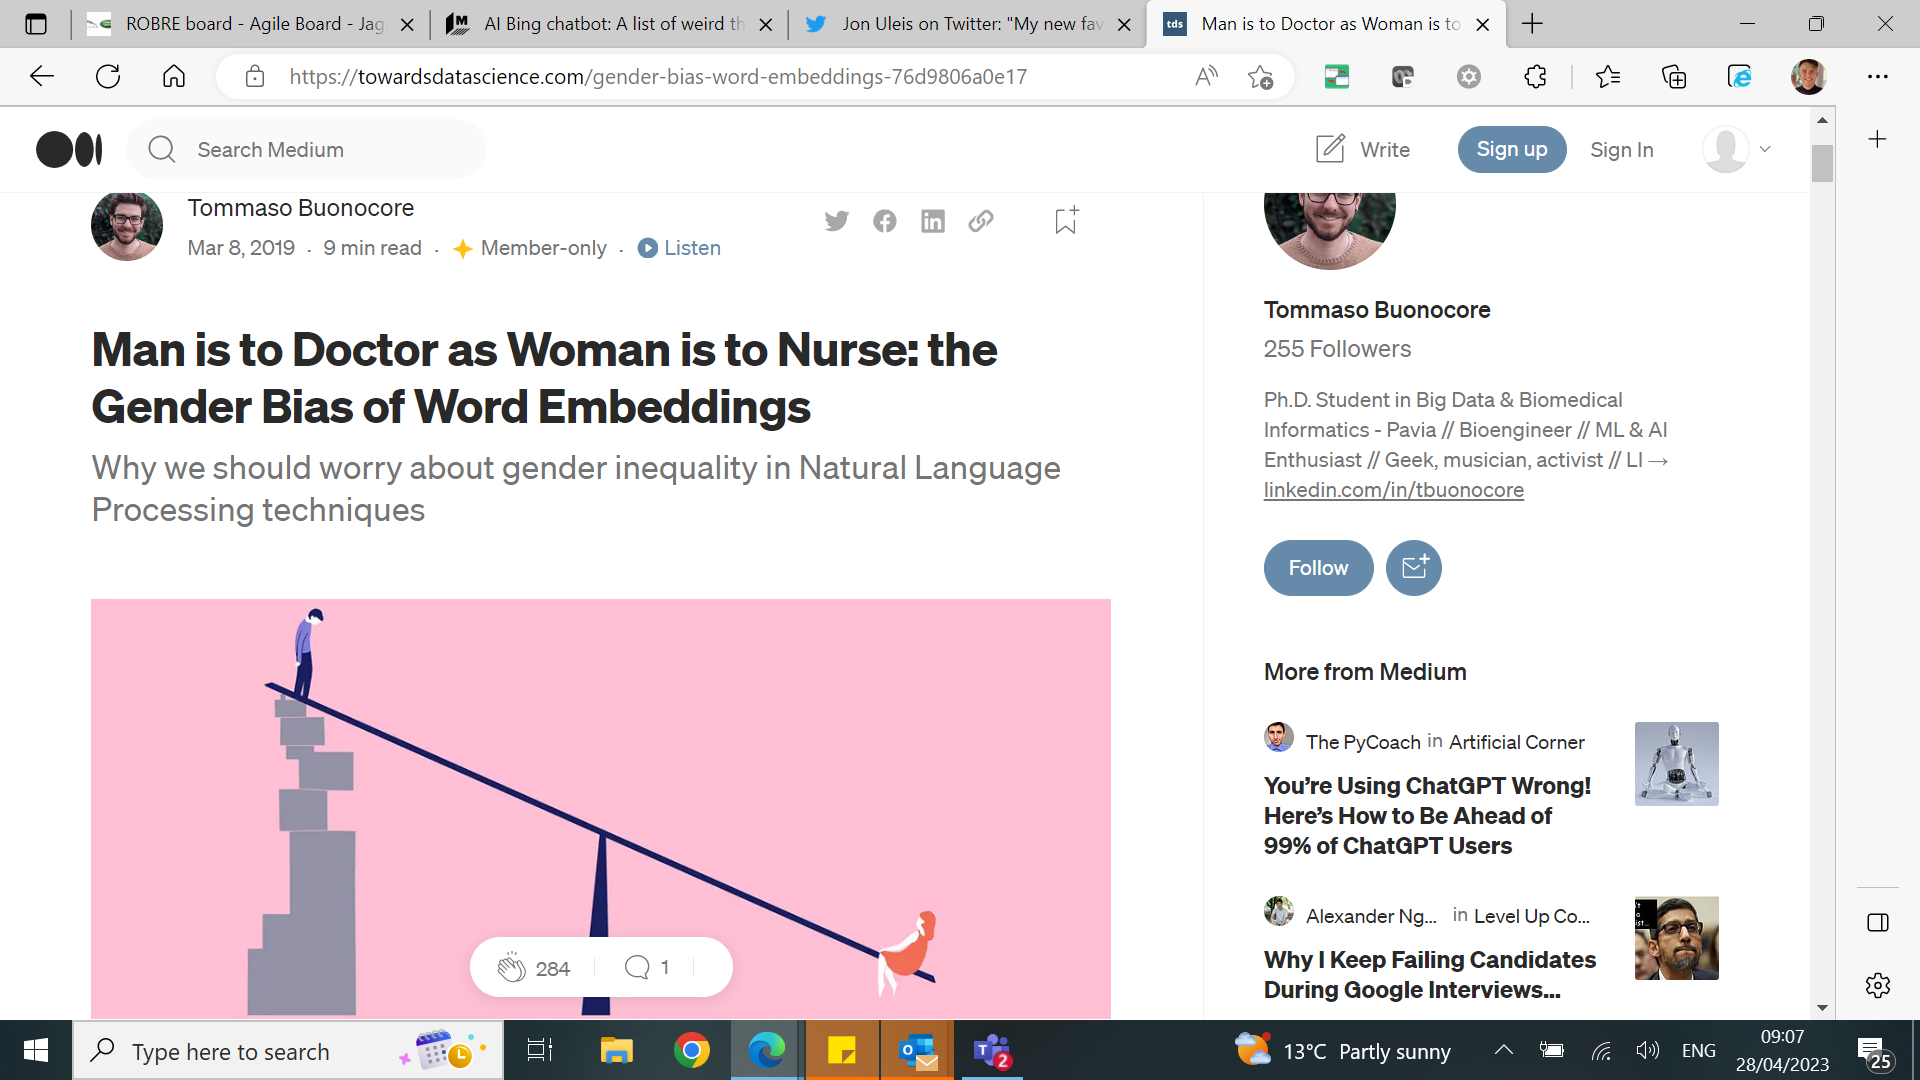 ROBRE board - Agile Board - Jag
AI Bing chatbot: A list of weird th
Jon Uleis on Twitter: "My new fav
tds
Man is to Doctor as Woman is to
https://towardsdatascience.com/gender-bias-word-embeddings-76d9806a0e17
Search Medium
Write
Sign up
Sign In
Tommaso Buonocore
Mar 8, 2019 · 9 min read · Member-only · Listen
Man is to Doctor as Woman is to Nurse: the
Gender Bias of Word Embeddings
Why we should worry about gender inequality in Natural Language
Processing techniques
284
1
Tommaso Buonocore
255 Followers
Ph.D. Student in Big Data & Biomedical
Informatics - Pavia // Bioengineer // ML & AI
Enthusiast // Geek, musician, activist // LI →
linkedin.com/in/tbuonocore
Follow
More from Medium
The PyCoach in Artificial Corner
You're Using ChatGPT Wrong!
Here's How to Be Ahead of
99% of ChatGPT Users
Alexander Ng... in Level Up Co...
Why I Keep Failing Candidates
During Google Interviews...
Type here to search
2
13°C Partly sunny
ENG
09:07
28/04/2023
25